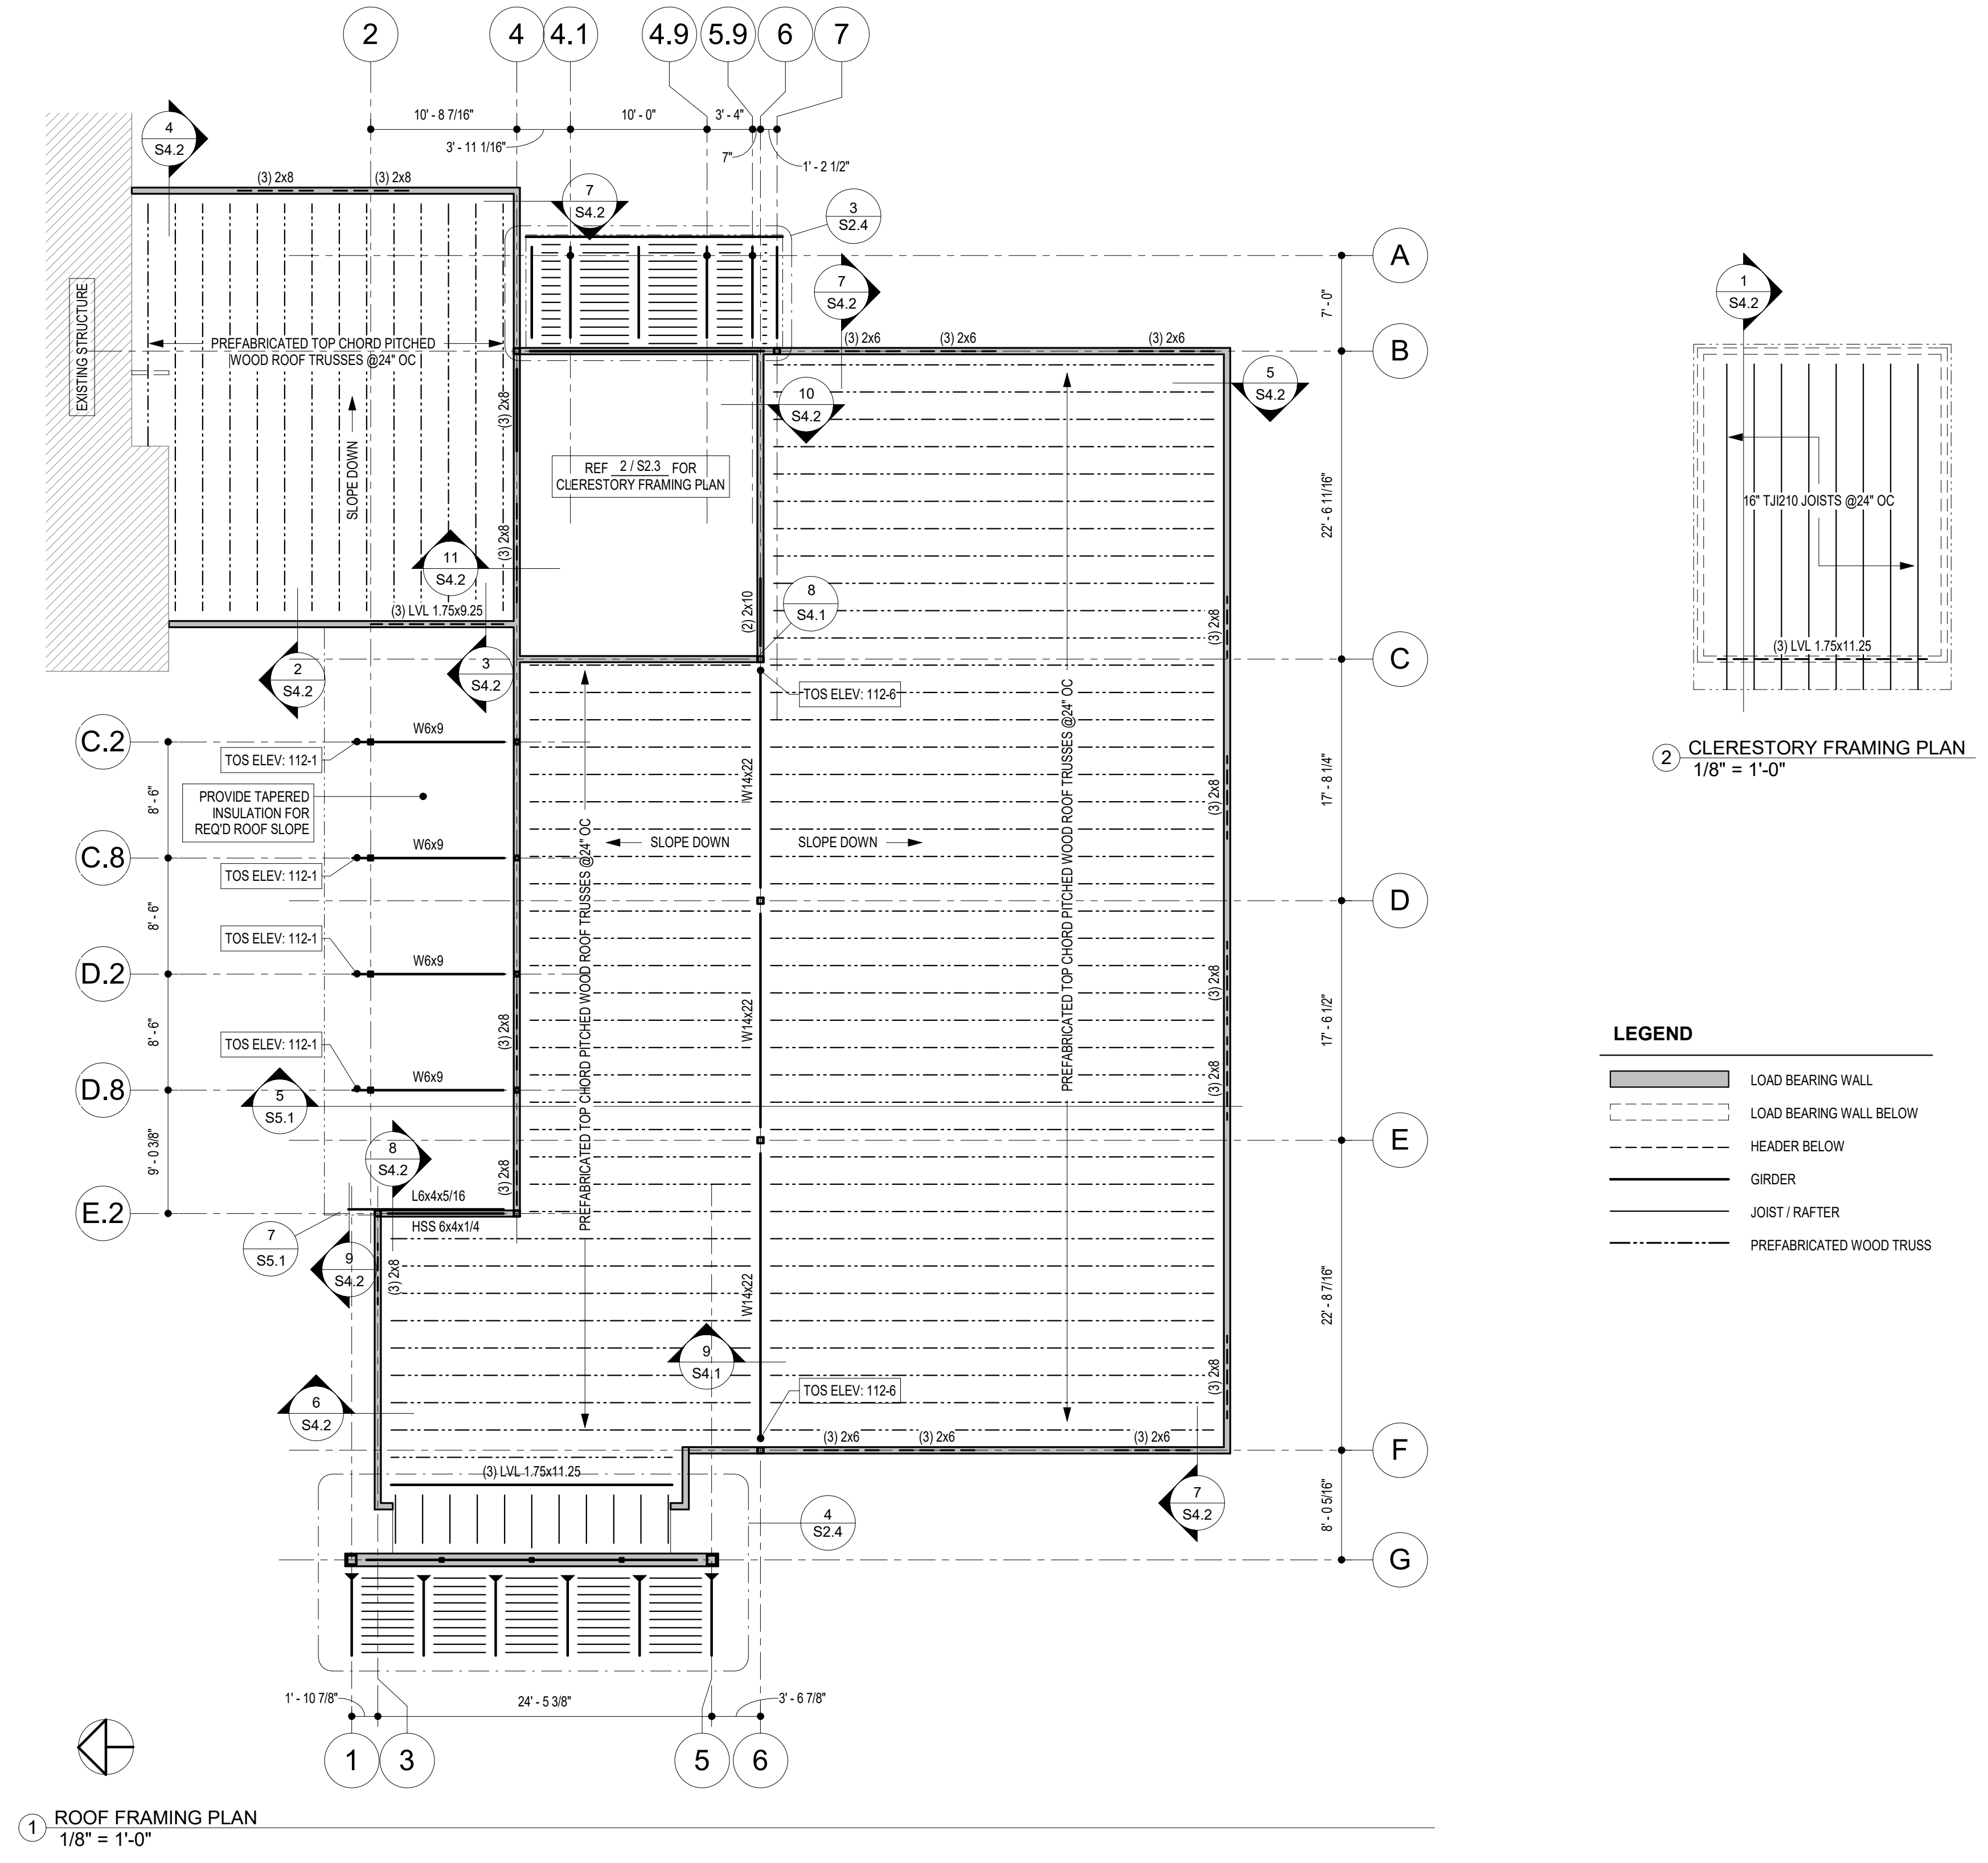 2
4
4.1
4.9
5.9
6
7
10' - 8 7/16"
3' - 11 1/16"
10' - 0"
3' - 4"
7"
1' - 2 1/2"
4
S4.2
(3) 2x8
(3) 2x8
7
S4.2
3
S2.4
A
7' - 0"
7
S4.2
(3) 2x6
(3) 2x6
(3) 2x6
B
EXISTING STRUCTURE
PREFABRICATED TOP CHORD PITCHED
WOOD ROOF TRUSSES @24" OC
SLOPE DOWN
(3) 2x8
(3) 2x8
10
S4.2
5
S4.2
REF 2 / S2.3 FOR
CLERESTORY FRAMING PLAN
22' - 6 11/16"
11
S4.2
(3) LVL 1.75x9.25
(2) 2x10
8
S4.1
(3) 2x8
2
S4.2
3
S4.2
C
TOS ELEV: 112-6
C.2
W6x9
TOS ELEV: 112-1
PROVIDE TAPERED
INSULATION FOR
REQ'D ROOF SLOPE
8' - 6"
W14x22
(3) 2x8
17' - 8 1/4"
C.8
W6x9
TOS ELEV: 112-1
SLOPE DOWN
SLOPE DOWN
PREFABRICATED TOP CHORD PITCHED WOOD ROOF TRUSSES @24" OC
PREFABRICATED TOP CHORD PITCHED WOOD ROOF TRUSSES @24" OC
8' - 6"
D
TOS ELEV: 112-1
D.2
W6x9
(3) 2x8
8' - 6"
(3) 2x8
W14x22
17' - 6 1/2"
TOS ELEV: 112-1
D.8
W6x9
(3) 2x8
5
S5.1
9' - 0 3/8"
E
8
S4.2
(3) 2x8
E.2
L6x4x5/16
HSS 6x4x1/4
7
S5.1
9
S4.2
(3) 2x8
W14x22
22' - 8 7/16"
9
S4.1
(3) 2x8
6
S4.2
TOS ELEV: 112-6
(3) 2x6
(3) 2x6
(3) 2x6
F
(3) LVL 1.75x11.25
4
S2.4
7
S4.2
8' - 0 5/16"
G
1' - 10 7/8"
24' - 5 3/8"
3' - 6 7/8"
1
3
5
6
1
ROOF FRAMING PLAN
1/8" = 1'-0"
1
S4.2
16" TJI210 JOISTS @24" OC
(3) LVL 1.75x11.25
2
CLERESTORY FRAMING PLAN
1/8" = 1'-0"
LEGEND
LOAD BEARING WALL
LOAD BEARING WALL BELOW
HEADER BELOW
GIRDER
JOIST / RAFTER
PREFABRICATED WOOD TRUSS